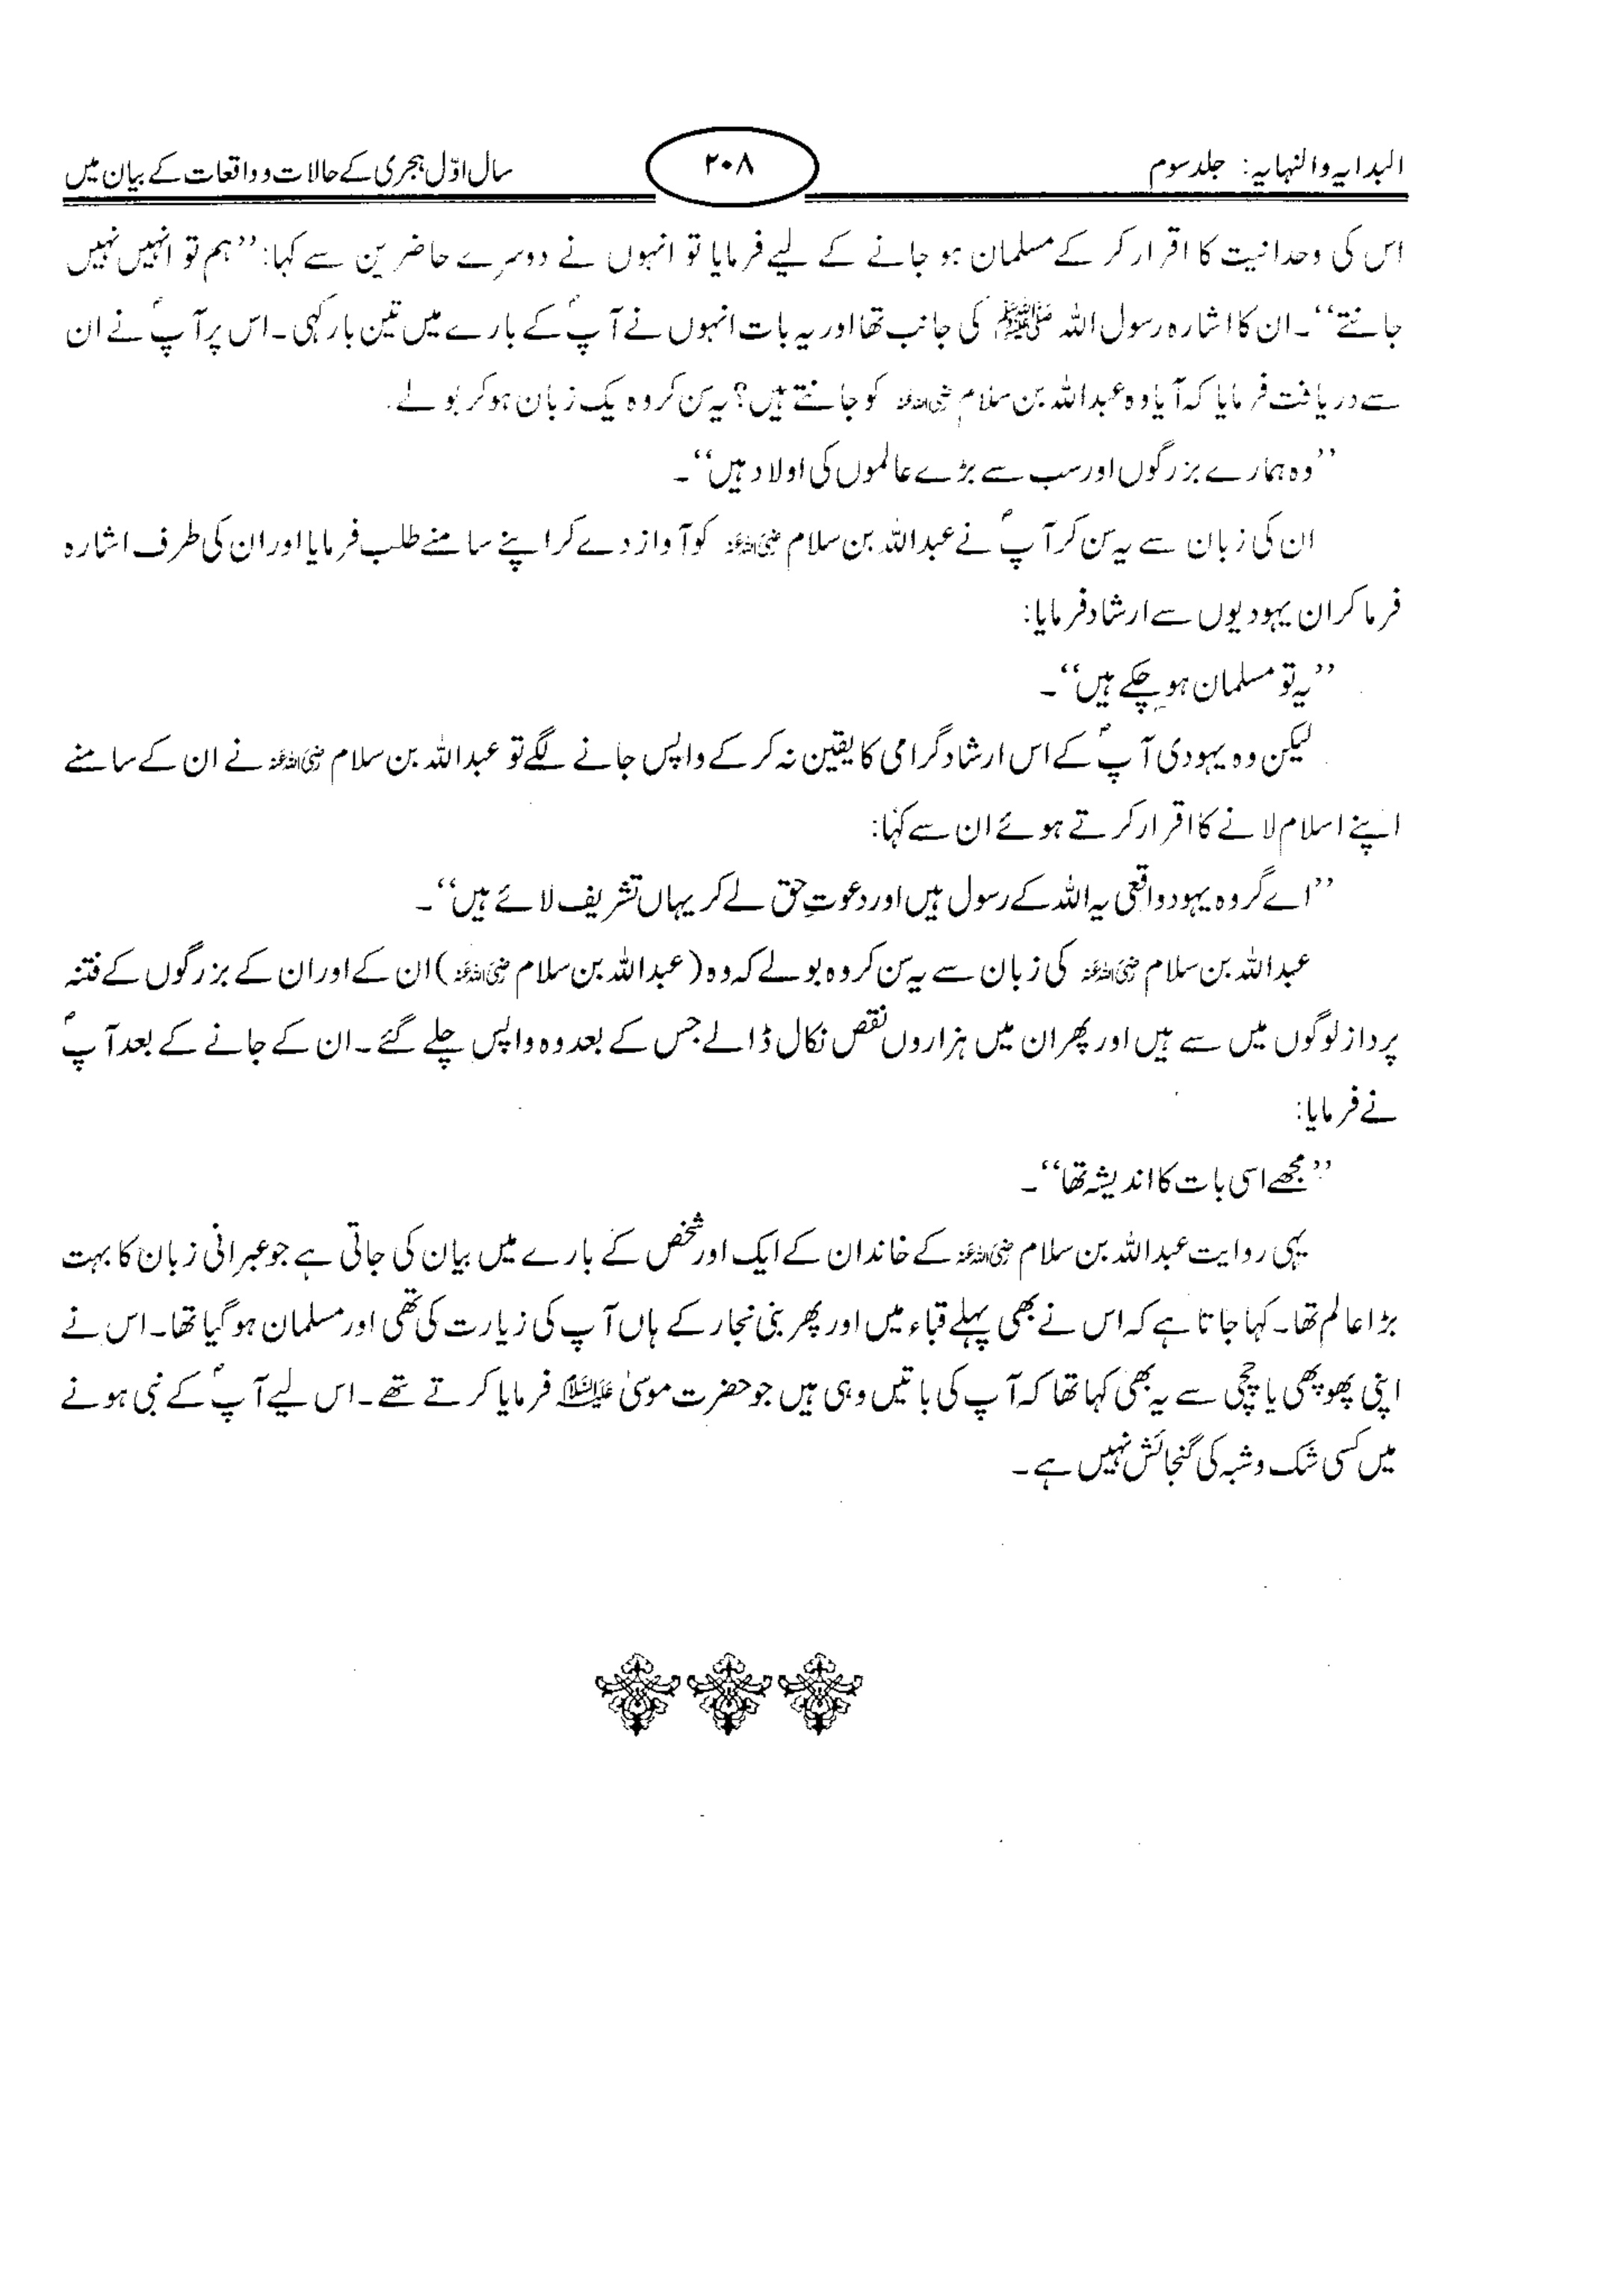 البدایہ والنہایہ: جلد سوم
۲۰۸
سال اوّل ہجری کے حالات و واقعات کے بیان میں
اس کی وحدانیت کا اقرار کر کے مسلمان ہو جانے کے لیے فرمایا تو انہوں نے دوسرے حاضرین سے کہا: ’’ہم تو انہیں نہیں
جانتے‘‘۔ ان کا اشارہ رسول اللہ ﷺ کی جانب تھا اور یہ بات انہوں نے آپؐ کے بارے میں تین بار کہی۔ اس پر آپؐ نے ان
سے دریافت فرمایا کہ آیا وہ عبداللہ بن سلام رضی اللہ عنہ کو جانتے ہیں؟ یہ سن کر وہ یک زبان ہو کر بولے۔
’’وہ ہمارے بزرگوں اور سب سے بڑے عالموں کی اولاد ہیں‘‘۔
ان کی زبان سے یہ سن کر آپؐ نے عبداللہ بن سلام رضی اللہ عنہ کو آواز دے کر اپنے سامنے طلب فرمایا اور ان کی طرف اشارہ
فرما کر ان یہودیوں سے ارشاد فرمایا:
’’یہ تو مسلمان ہو چکے ہیں‘‘۔
لیکن وہ یہودی آپؐ کے اس ارشاد گرامی کا یقین نہ کر کے واپس جانے لگے تو عبداللہ بن سلام رضی اللہ عنہ نے ان کے سامنے
اپنے اسلام لانے کا اقرار کرتے ہوئے ان سے کہا:
’’اے گروہ یہود واقعی یہ اللہ کے رسول ہیں اور دعوتِ حق لے کر یہاں تشریف لائے ہیں‘‘۔
عبداللہ بن سلام رضی اللہ عنہ کی زبان سے یہ سن کر وہ بولے کہ وہ (عبداللہ بن سلام رضی اللہ عنہ) ان کے اور ان کے بزرگوں کے فتنہ
پرداز لوگوں میں سے ہیں اور پھر ان میں ہزاروں نقص نکال ڈالے جس کے بعد وہ واپس چلے گئے۔ ان کے جانے کے بعد آپؐ
نے فرمایا:
’’مجھے اسی بات کا اندیشہ تھا‘‘۔
یہی روایت عبداللہ بن سلام رضی اللہ عنہ کے خاندان کے ایک اور شخص کے بارے میں بیان کی جاتی ہے جو عبرانی زبان کا بہت
بڑا عالم تھا۔ کہا جاتا ہے کہ اس نے بھی پہلے قباء میں اور پھر بنی نجار کے ہاں آپ کی زیارت کی تھی اور مسلمان ہو گیا تھا۔ اس نے
اپنی پھوپھی یا چچی سے یہ بھی کہا تھا کہ آپ کی باتیں وہی ہیں جو حضرت موسیٰ علیہ السلام فرمایا کرتے تھے۔ اس لیے آپؐ کے نبی ہونے
میں کسی شک و شبہ کی گنجائش نہیں ہے۔